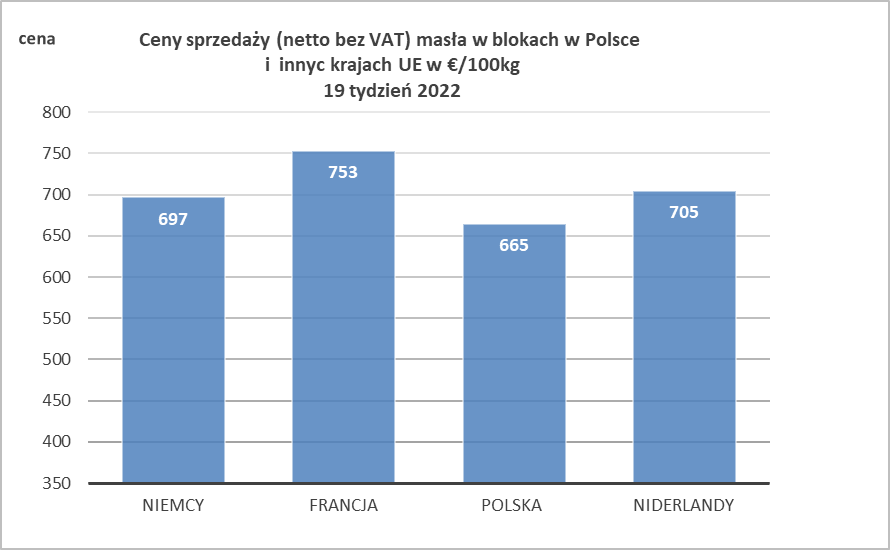 cena
Ceny sprzedaży (netto bez VAT) masła w blokach w Polsce
i innyc krajach UE w €/100kg
19 tydzień 2022
800
750
700
650
600
550
500
450
400
350
697
753
665
705
NIEMCY
FRANCJA
POLSKA
NIDERLANDY